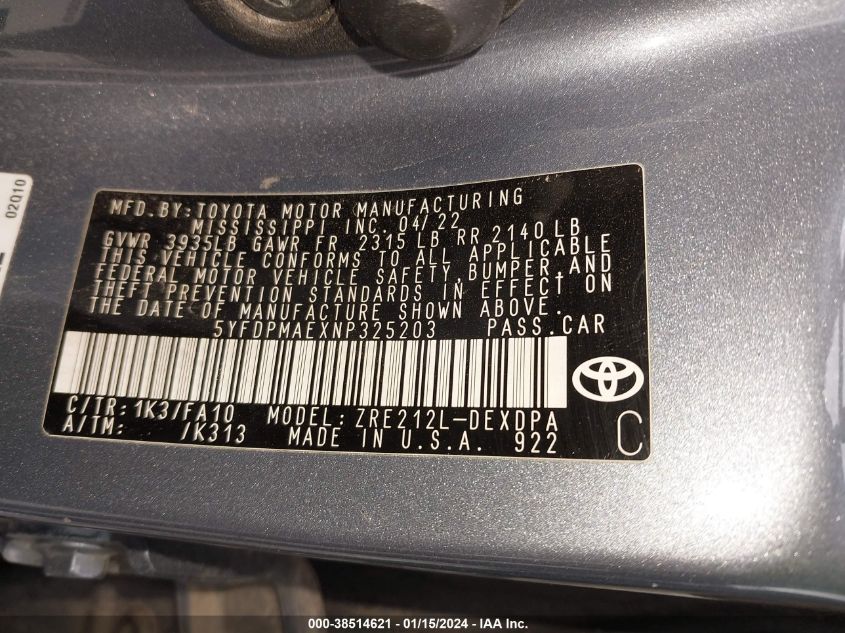 02Q10
MFD.BY:TOYOTA MOTOR MANUFACTURING
MISSISSIPPI INC. 04/22
GVWR 3935LB GAWR FR 2315 LB RR 2140 LB
THIS VEHICLE CONFORMS TO ALL APPLICABLE
FEDERAL MOTOR VEHICLE SAFETY,BUMPER,AND
THEFT PREVENTION STANDARDS IN EFFECT ON
THE DATE OF MANUFACTURE SHOWN ABOVE.
5YFDPMAEXNP325203 PASS.CAR
C/TR:1K3/FA10 MODEL:ZRE212L-DEXDPA
A/TM: /K313 MADE IN U.S.A. 922 C
000-38514621 - 01/15/2024 - IAA Inc.